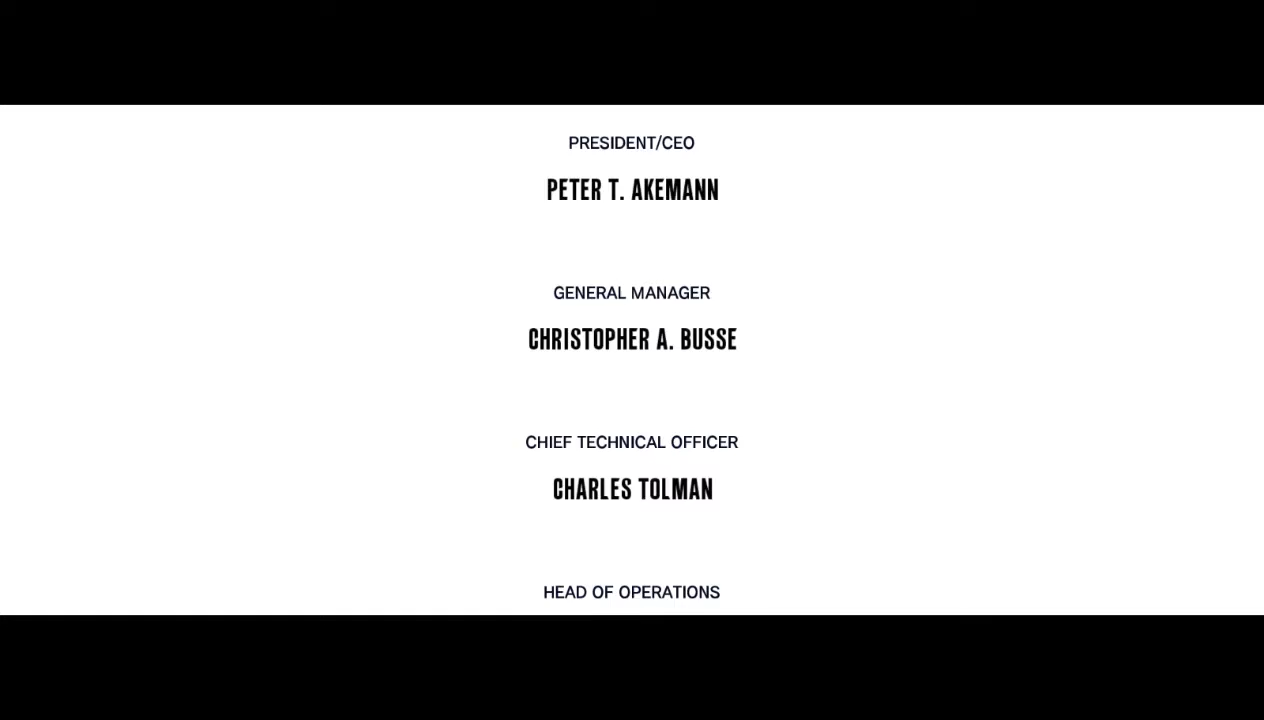 PRESIDENT/CEO
PETER T. AKEMANN
GENERAL MANAGER
CHRISTOPHER A. BUSSE
CHIEF TECHNICAL OFFICER
CHARLES TOLMAN
HEAD OF OPERATIONS